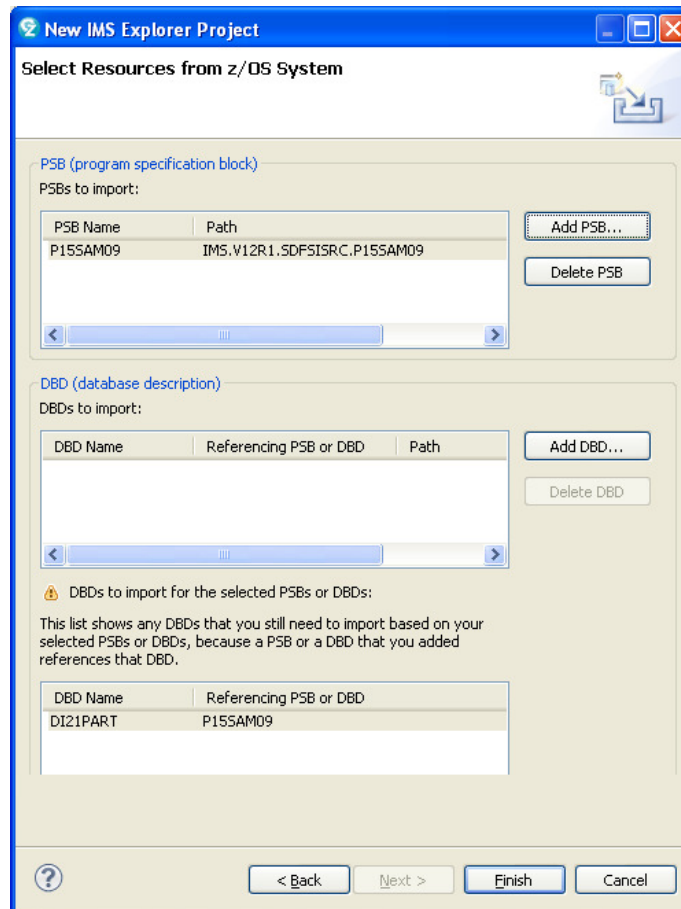 New IMS Explorer Project
Select Resources from z/OS System
PSB (program specification block)
PSBs to import:
PSB Name Path
P15SAM09 IMS.V12R1.SDFSISRC.P15SAM09
Add PSB...
Delete PSB
DBD (database description)
DBDs to import:
DBD Name Referencing PSB or DBD Path
Add DBD...
Delete DBD
DBDs to import for the selected PSBs or DBDs:
This list shows any DBDs that you still need to import based on your
selected PSBs or DBDs, because a PSB or a DBD that you added
references that DBD.
DBD Name Referencing PSB or DBD
DI21PART P15SAM09
? < Back Next > Finish Cancel